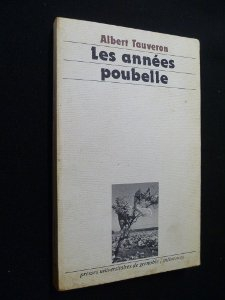 Albert Tauveron
Les années
poubelle
presses universitaires de grenoble